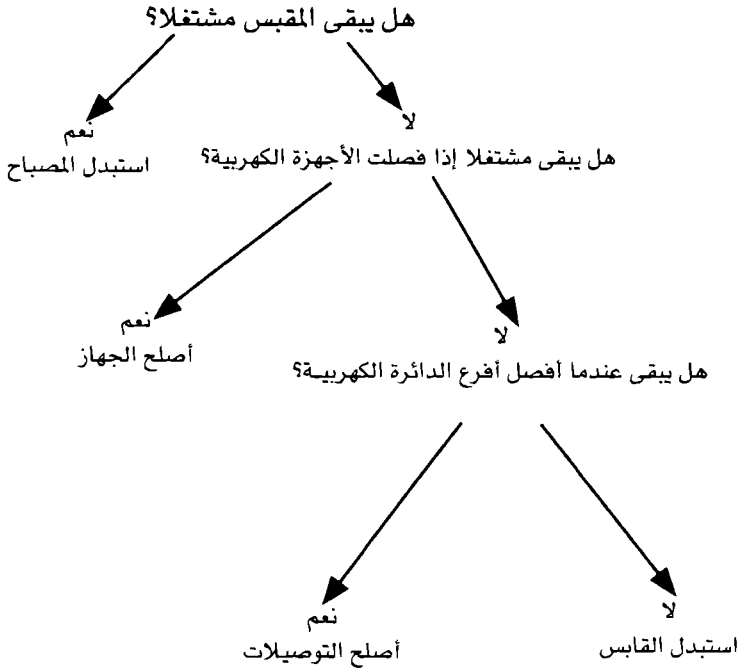 هل يبقى المقبس مشتغلا؟
لا
نعم
هل يبقى مشتغلا إذا فصلت الأجهزة الكهربية؟
استبدل المصباح
لا
نعم
أصلح الجهاز
هل يبقى عندما أفصل أفرع الدائرة الكهربية؟
لا
نعم
استبدل القابس
أصلح التوصيلات